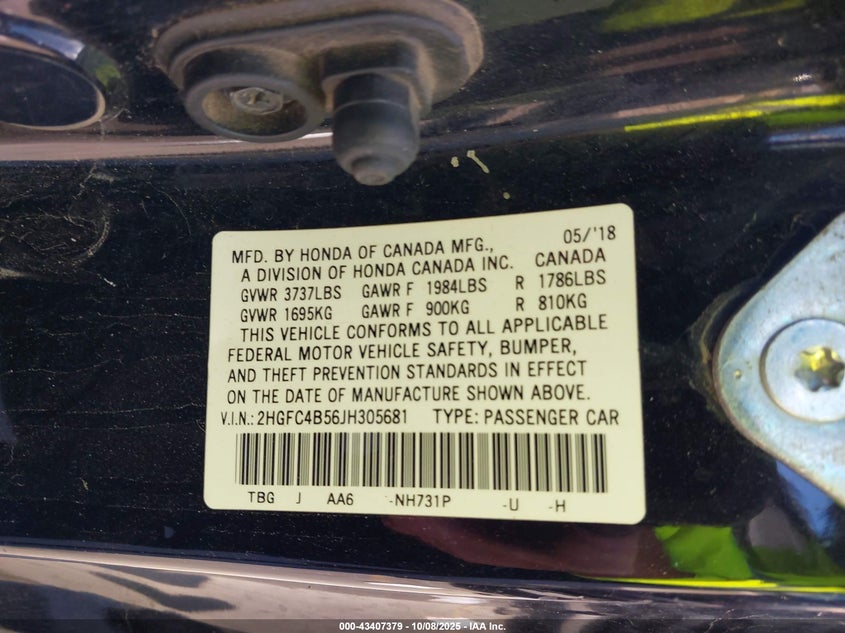 MFD. BY HONDA OF CANADA MFG., 05/'18
A DIVISION OF HONDA CANADA INC. CANADA
GVWR 3737LBS GAWR F 1984LBS R 1786LBS
GVWR 1695KG GAWR F 900KG R 810KG
THIS VEHICLE CONFORMS TO ALL APPLICABLE
FEDERAL MOTOR VEHICLE SAFETY, BUMPER,
AND THEFT PREVENTION STANDARDS IN EFFECT
ON THE DATE OF MANUFACTURE SHOWN ABOVE.
V.I.N.: 2HGFC4B56JH305681 TYPE: PASSENGER CAR
TBG J AA6 -NH731P -U -H
000-43407379 - 10/08/2025 - IAA Inc.